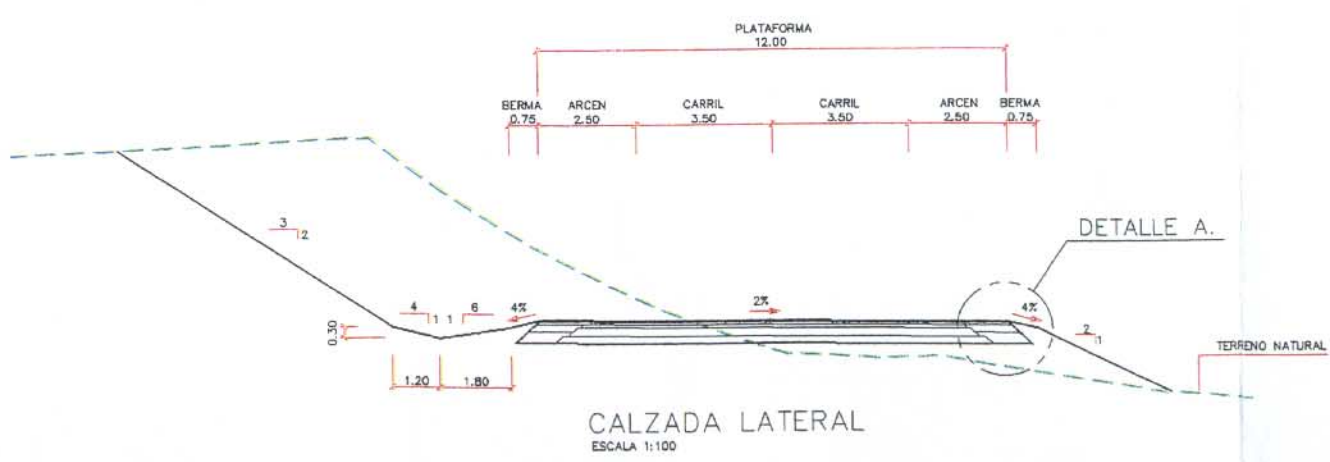 PLATAFORMA
12.00
BERMA ARCEN CARRIL CARRIL ARCEN BERMA
0.75 2.50 3.50 3.50 2.50 0.75
DETALLE A.
3
2
4 1 1 6 4% 2% 4%
0.30
2
1
TERRENO NATURAL
1.20 1.80
CALZADA LATERAL
ESCALA 1:100